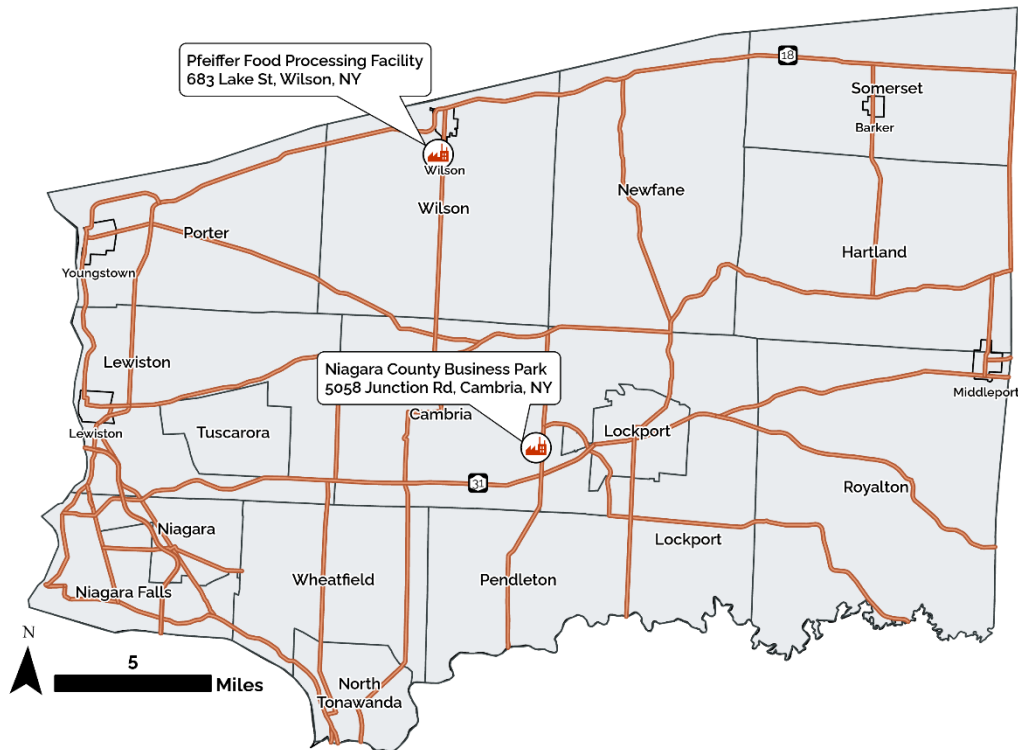 18
Pfeiffer Food Processing Facility
683 Lake St, Wilson, NY
Somerset
Barker
Wilson
Newfane
Wilson
Porter
Hartland
Youngstown
Lewiston
Niagara County Business Park
5058 Junction Rd, Cambria, NY
Middleport
Cambria
Lewiston
Tuscarora
Lockport
31
Royalton
Niagara
Lockport
Wheatfield
Pendleton
Niagara Falls
N
5
Miles
North
Tonawanda